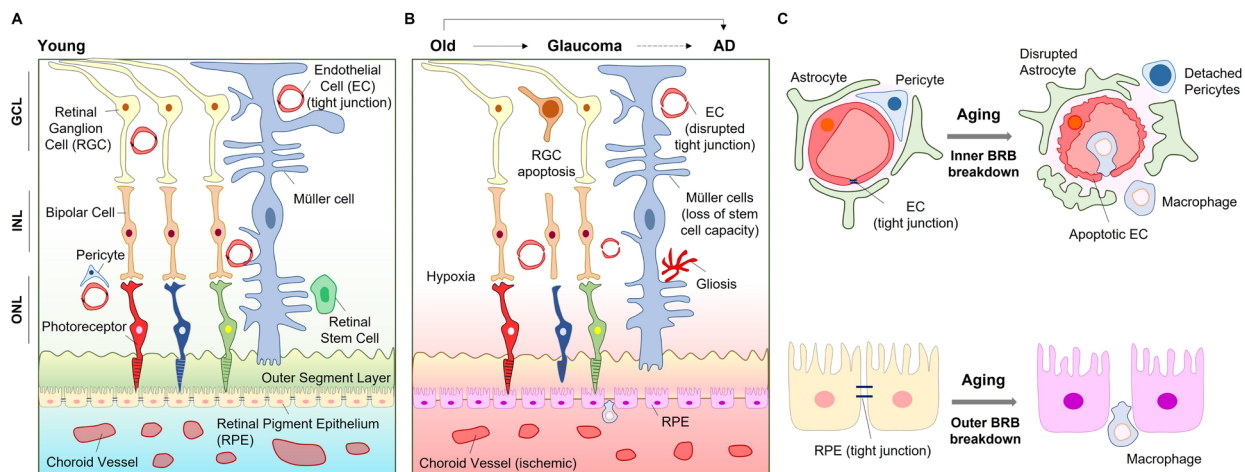 A
Young
GCL
INL
ONL
Endothelial
Cell (EC)
(tight junction)
Retinal
Ganglion
Cell (RGC)
Müller cell
Bipolar Cell
Pericyte
Photoreceptor
Retinal
Stem Cell
Outer Segment Layer
Retinal Pigment Epithelium
(RPE)
Choroid Vessel
B
Old
Glaucoma
AD
EC
(disrupted
tight junction)
RGC
apoptosis
Müller cells
(loss of stem
cell capacity)
Hypoxia
Gliosis
RPE
Choroid Vessel (ischemic)
C
Astrocyte
Pericyte
EC
(tight junction)
Aging
Inner BRB
breakdown
Disrupted
Astrocyte
Detached
Pericytes
Macrophage
Apoptotic EC
RPE (tight junction)
Aging
Outer BRB
breakdown
Macrophage